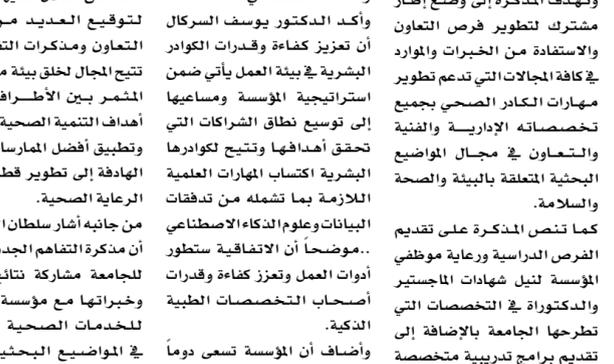 وتهدف المذكرة إلى وضع إطار
مشترك لتطوير فرص التعاون
والاستفادة من الخبرات والموارد
في كافة المجالات التي تدعم تطوير
مهارات الكادر الصحي بجميع
تخصصاته الإدارية والفنية
والتعاون في مجال المواضيع
البحثية المتعلقة بالبيئة والصحة
والسلامة.
كما تنص المذكرة على تقديم
الفرص الدراسية ورعاية موظفي
المؤسسة لنيل شهادات الماجستير
والدكتوراة في التخصصات التي
تطرحها الجامعة بالإضافة إلى
تقديم برامج تدريبية متخصصة
وأكد الدكتور يوسف السركال
أن تعزيز كفاءة وقدرات الكوادر
البشرية في بيئة العمل يأتي ضمن
استراتيجية المؤسسة ومساعيها
إلى توسيع نطاق الشراكات التي
تحقق أهدافها وتتيح لكوادرها
البشرية اكتساب المهارات العلمية
اللازمة بما تشمله من تدفقات
البيانات وعلوم الذكاء الاصطناعي
..موضحاً أن الاتفاقية ستطور
أدوات العمل وتعزز كفاءة وقدرات
أصحاب التخصصات الطبية
الذكية.
وأضاف أن المؤسسة تسعى دوماً
لتوقيع العديد من
التعاون ومذكرات
تتيح المجال لخلق بيئة
المثمر بين الأطراف
أهداف التنمية الصحية
وتطبيق أفضل
الهادفة إلى تطوير
الرعاية الصحية.
من جانبه أشار سلطان
أن مذكرة التفاهم
للجامعة مشاركة
وخبراتها مع مؤسسة
للخدمات الصحية
في المواضيع